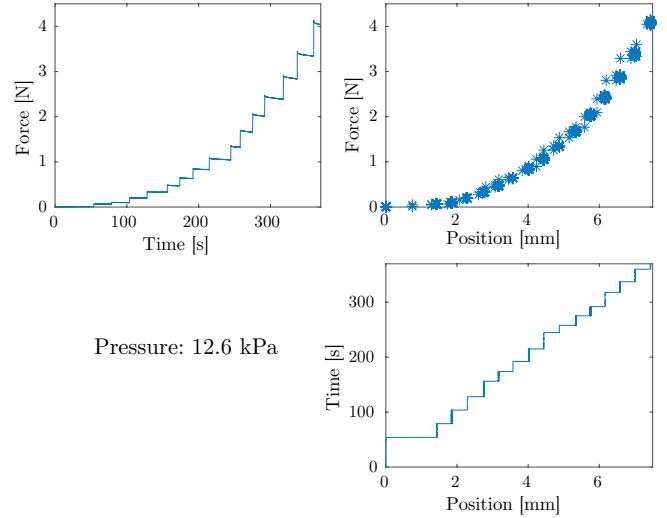 4
3
2
1
0
Force [N]
0 100 200 300
Time [s]
4
3
2
1
0
Force [N]
0 2 4 6
Position [mm]
Pressure: 12.6 kPa
300
200
100
0
Time [s]
0 2 4 6
Position [mm]